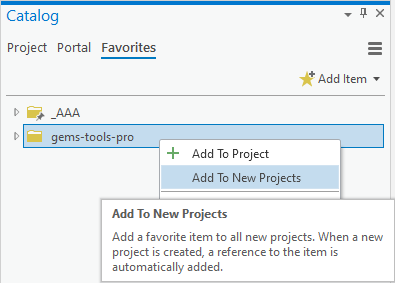 Catalog
Project Portal Favorites
Add Item
_AAA
gems-tools-pro
Add To Project
Add To New Projects
Add To New Projects
Add a favorite item to all new projects. When a new
project is created, a reference to the item is
automatically added.